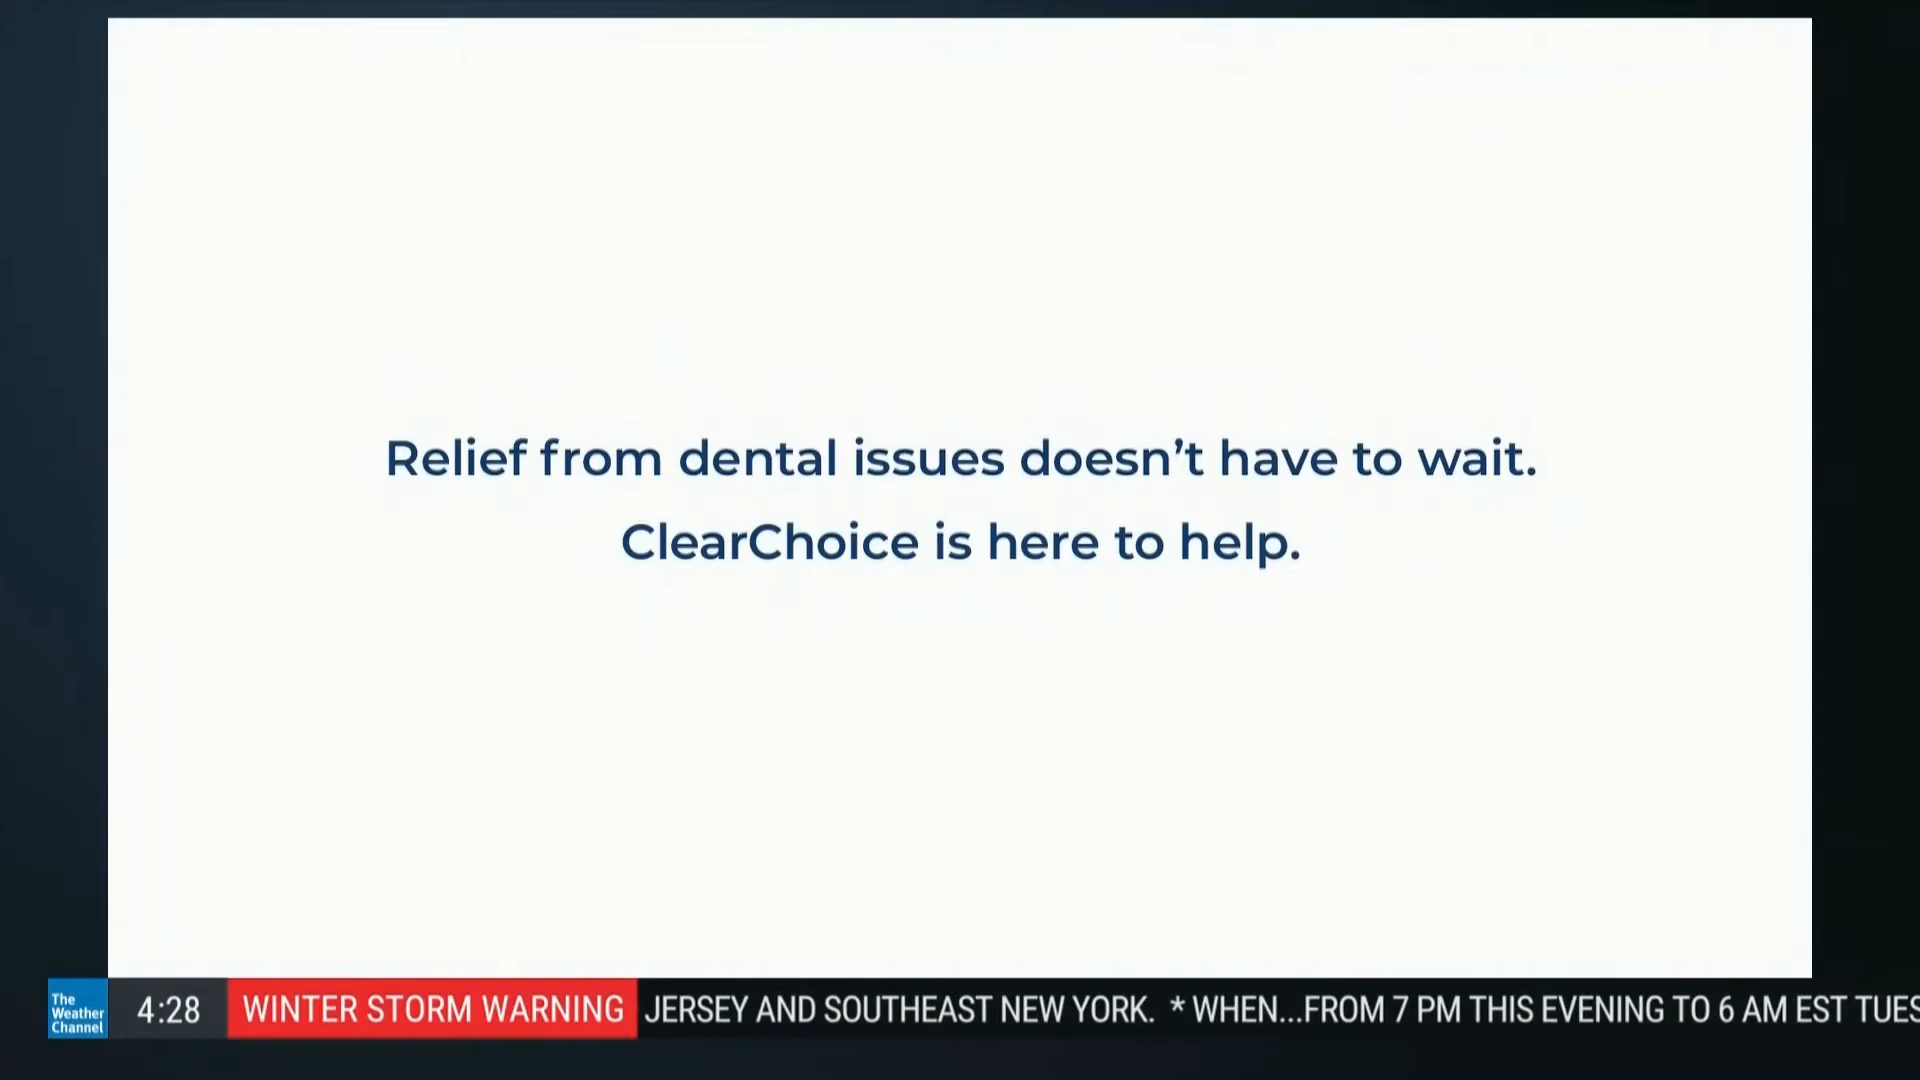 Relief from dental issues doesn’t have to wait.
ClearChoice is here to help.
The
Weather
Channel
4:28
WINTER STORM WARNING
JERSEY AND SOUTHEAST NEW YORK. * WHEN...FROM 7 PM THIS EVENING TO 6 AM EST TUES